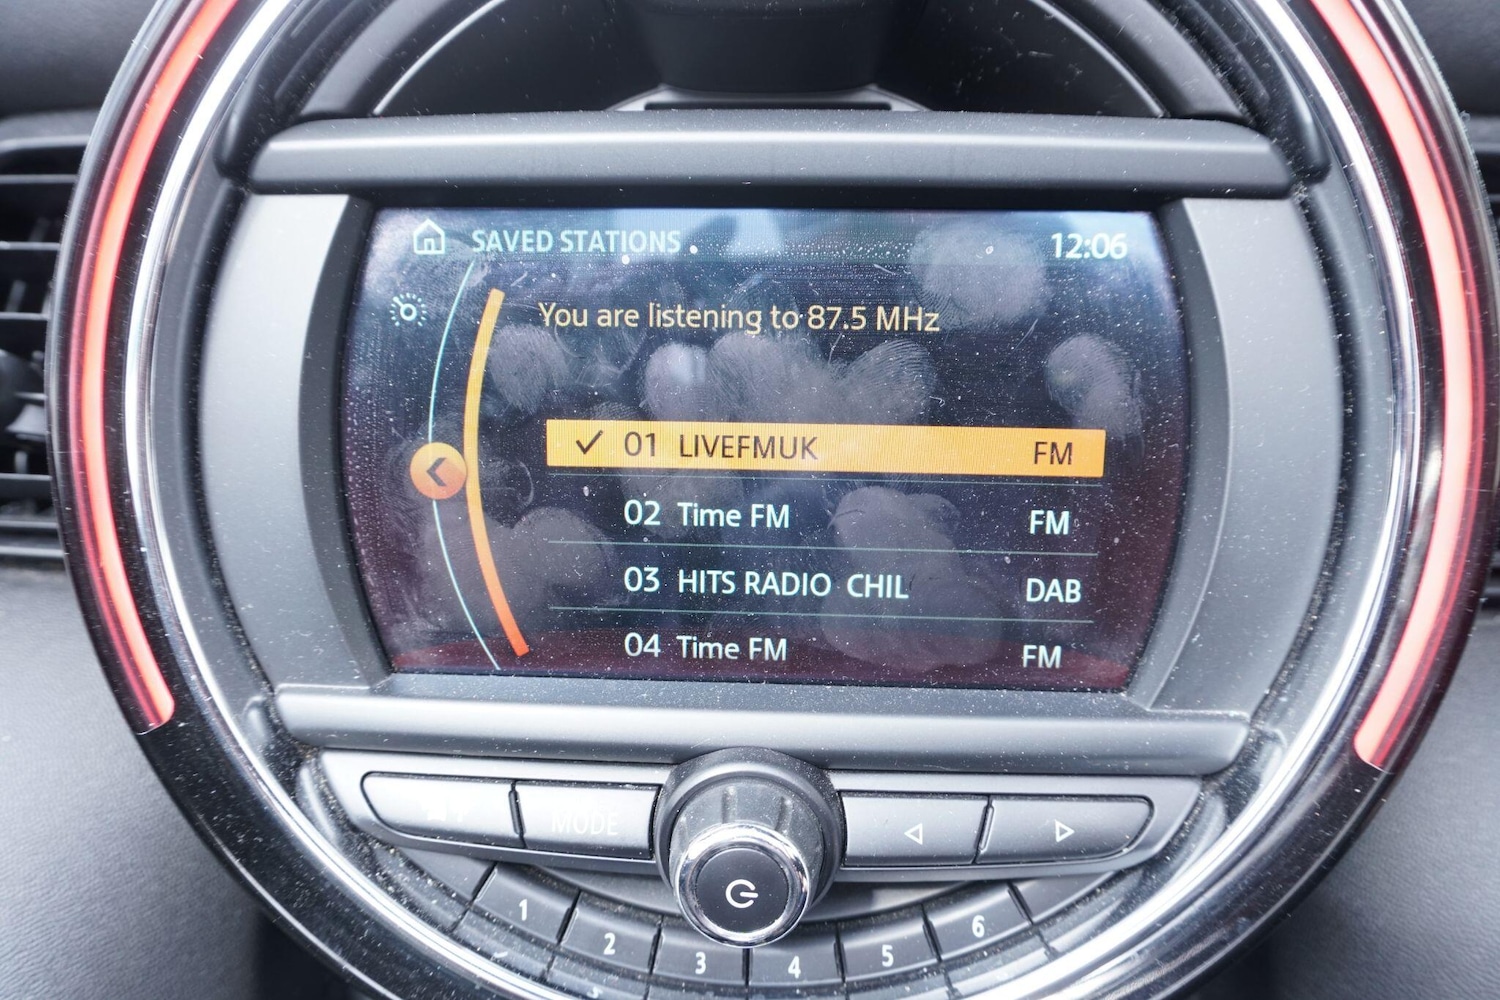 SAVED STATIONS 12:06
You are listening to 87.5 MHz
01 LIVEFMUK FM
02 Time FM FM
03 HITS RADIO CHIL DAB
04 Time FM FM
MODE
1 2 3 4 5 6